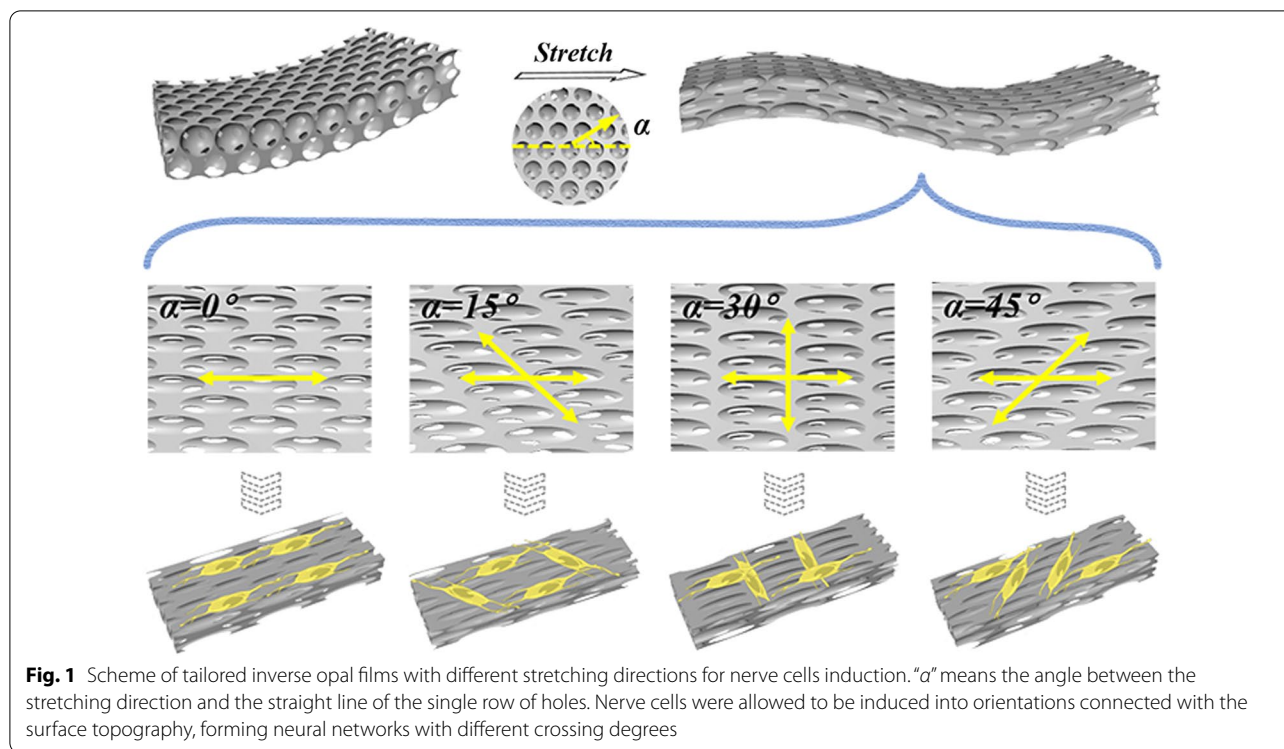 Stretch
α
α=0°
α=15°
α=30°
α=45°
Fig. 1 Scheme of tailored inverse opal films with different stretching directions for nerve cells induction. “α” means the angle between the
stretching direction and the straight line of the single row of holes. Nerve cells were allowed to be induced into orientations connected with the
surface topography, forming neural networks with different crossing degrees